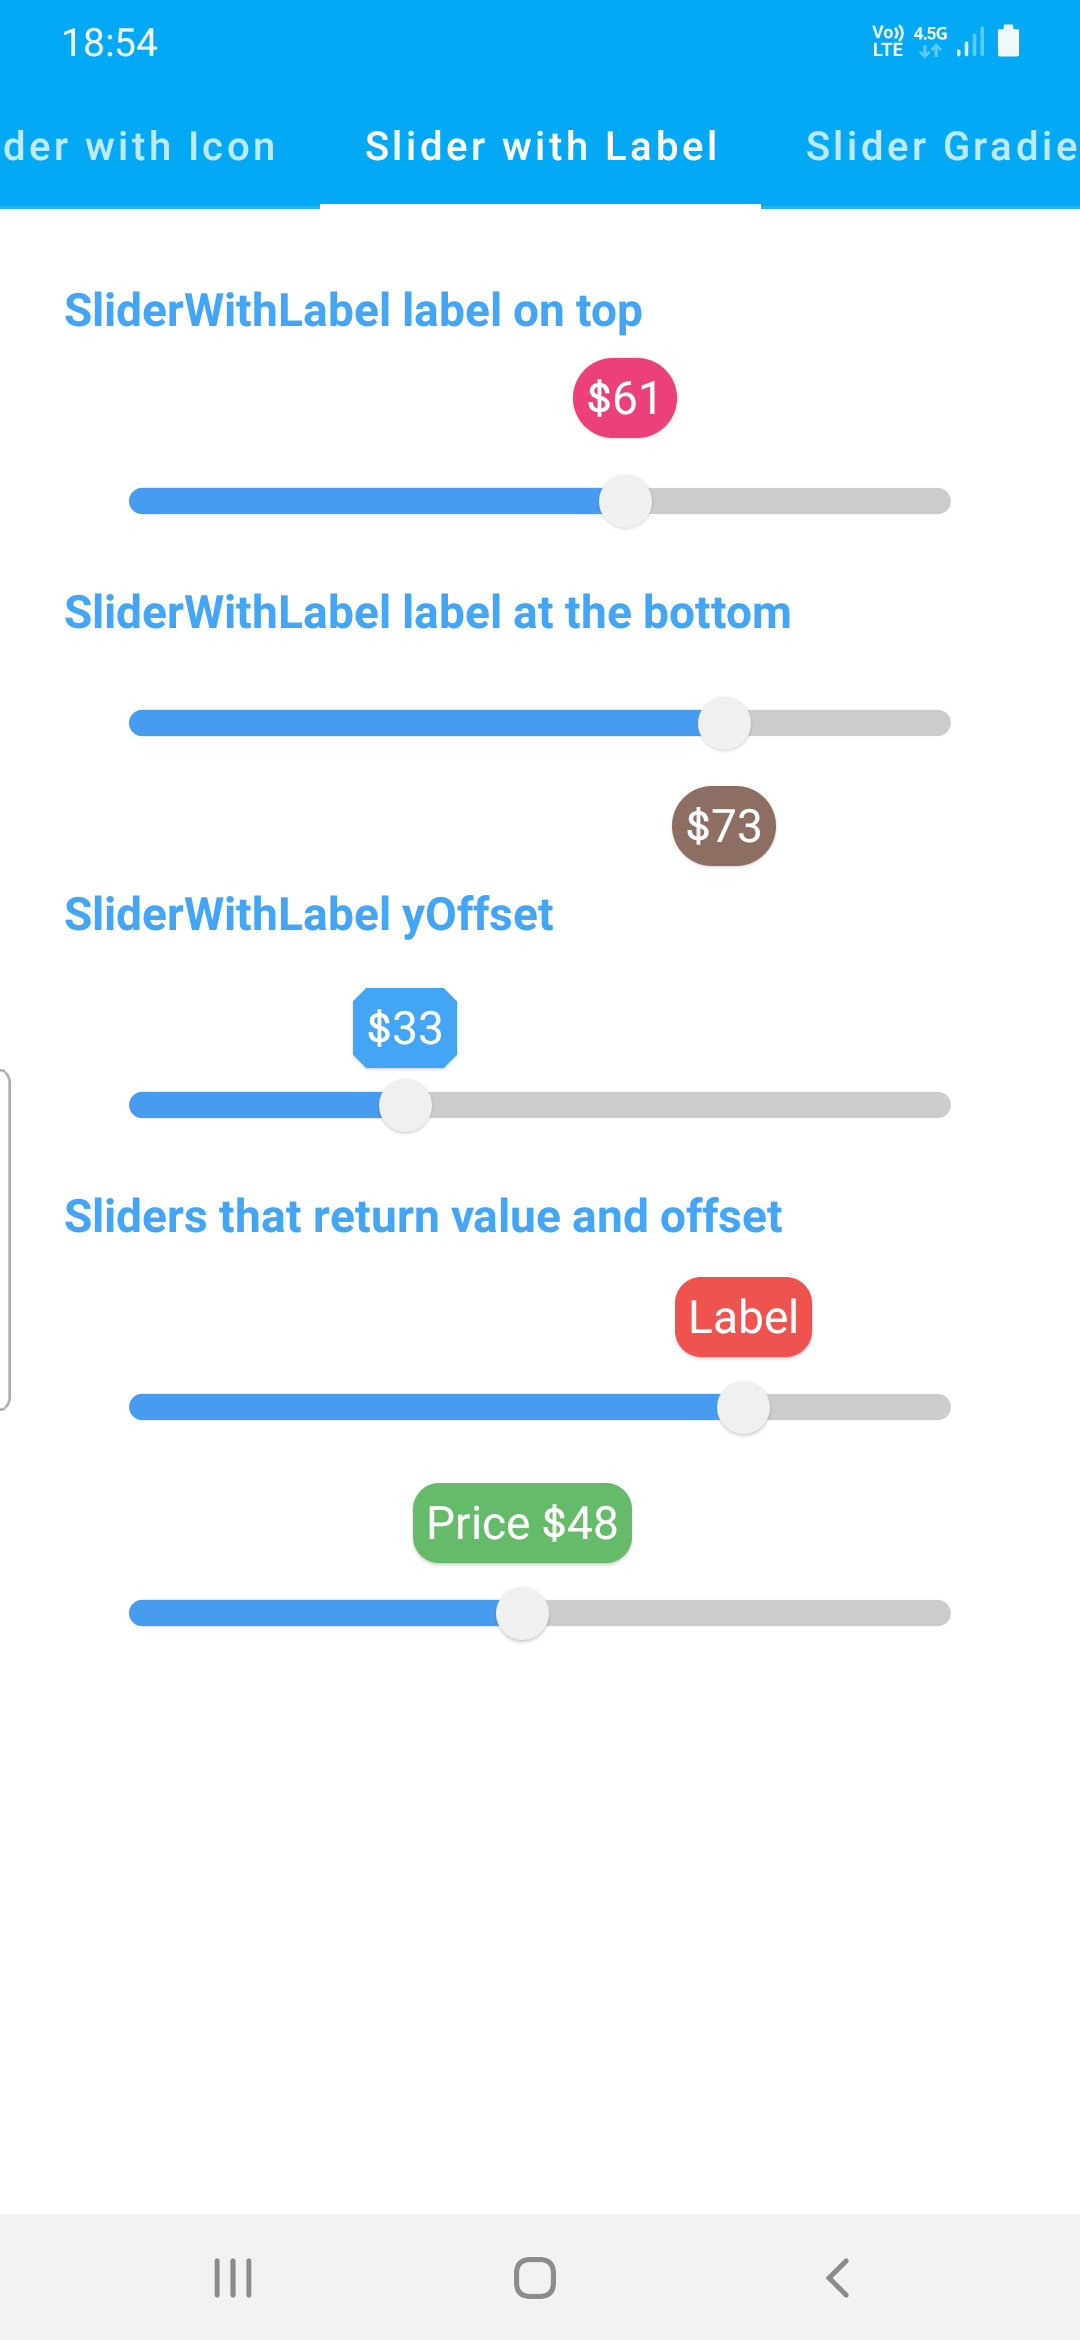 18:54 Vo)) LTE 4.5G
der with Icon Slider with Label Slider Gradie
SliderWithLabel label on top
$61
SliderWithLabel label at the bottom
$73
SliderWithLabel yOffset
$33
Sliders that return value and offset
Label
Price $48